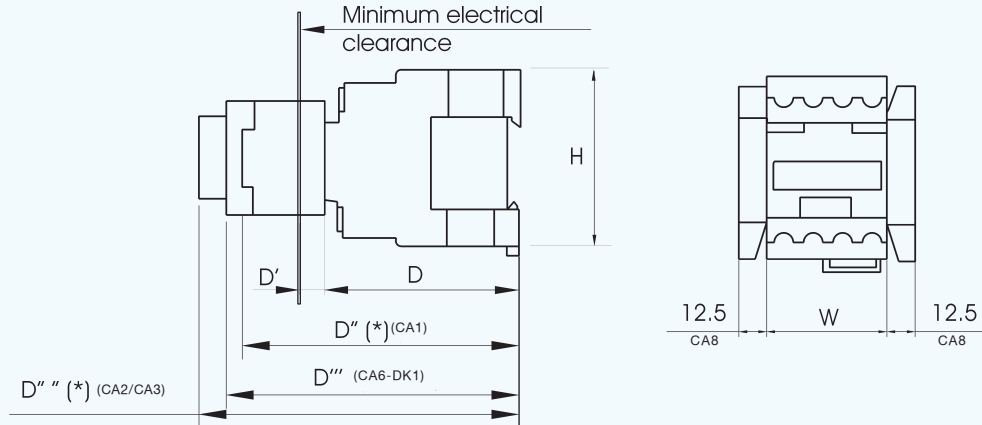 Minimum electrical
clearance
H
D'
D
D" (*) (CA1)
D''' (CA6-DK1)
D" " (*) (CA2/CA3)
12.5
CA8
W
12.5
CA8